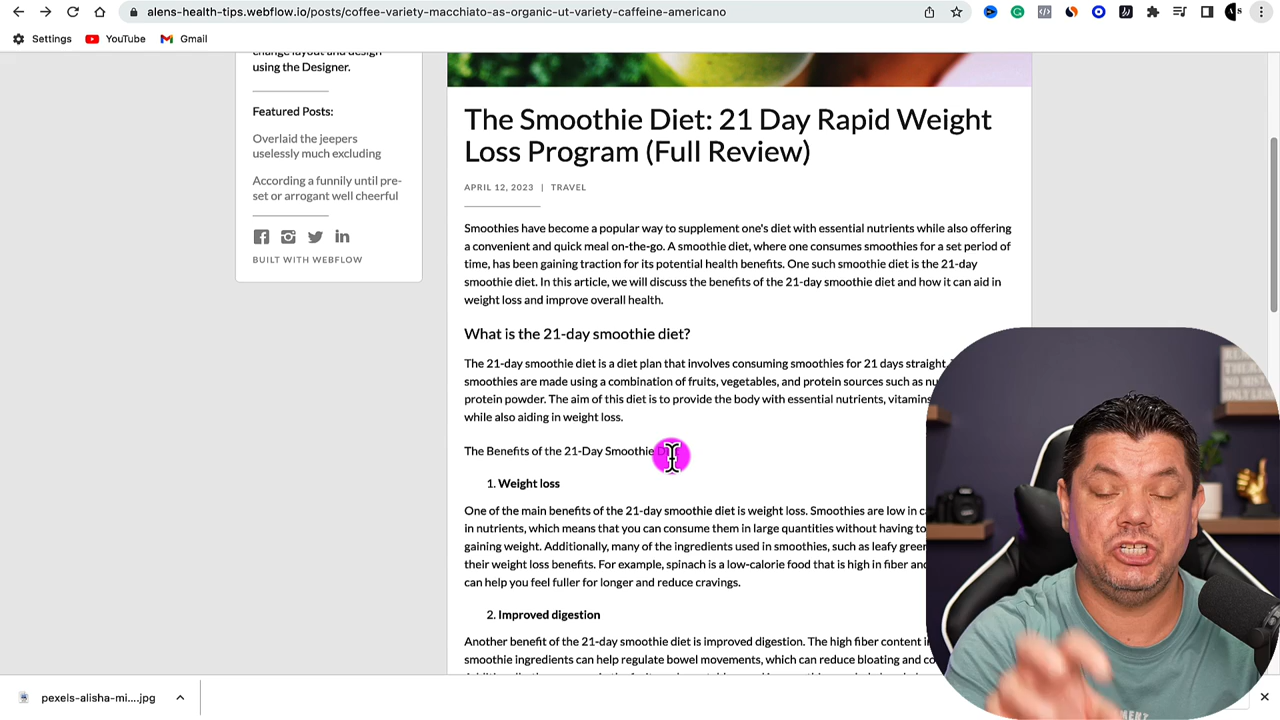 alens-health-tips.webflow.io/posts/coffee-variety-macchiato-as-organic-ut-variety-caffeine-americano
Settings
YouTube
Gmail
change layout and design
using the Designer.
Featured Posts:
Overlaid the jeepers
uselessly much excluding
According a funnily until pre-
set or arrogant well cheerful
BUILT WITH WEBFLOW
The Smoothie Diet: 21 Day Rapid Weight
Loss Program (Full Review)
APRIL 12, 2023 | TRAVEL
Smoothies have become a popular way to supplement one's diet with essential nutrients while also offering
a convenient and quick meal on-the-go. A smoothie diet, where one consumes smoothies for a set period of
time, has been gaining traction for its potential health benefits. One such smoothie diet is the 21-day
smoothie diet. In this article, we will discuss the benefits of the 21-day smoothie diet and how it can aid in
weight loss and improve overall health.
What is the 21-day smoothie diet?
The 21-day smoothie diet is a diet plan that involves consuming smoothies for 21 days straight.
smoothies are made using a combination of fruits, vegetables, and protein sources such as
protein powder. The aim of this diet is to provide the body with essential nutrients, vitamins
while also aiding in weight loss.
The Benefits of the 21-Day Smoothie
1. Weight loss
One of the main benefits of the 21-day smoothie diet is weight loss. Smoothies are low in
in nutrients, which means that you can consume them in large quantities without having to
gaining weight. Additionally, many of the ingredients used in smoothies, such as leafy
their weight loss benefits. For example, spinach is a low-calorie food that is high in fiber and
can help you feel fuller for longer and reduce cravings.
2. Improved digestion
Another benefit of the 21-day smoothie diet is improved digestion. The high fiber content
smoothie ingredients can help regulate bowel movements, which can reduce bloating and
pexels-alisha-mi....jpg